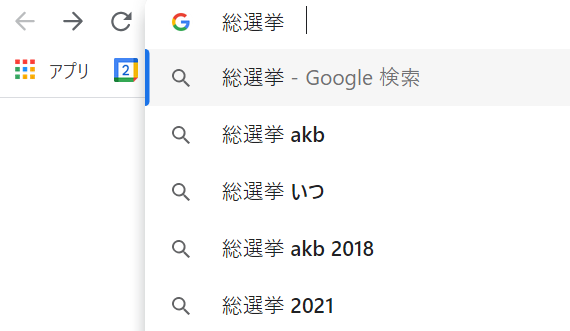 総選挙
アプリ 2
総選挙 - Google 検索
総選挙 akb
総選挙 いつ
総選挙 akb 2018
総選挙 2021